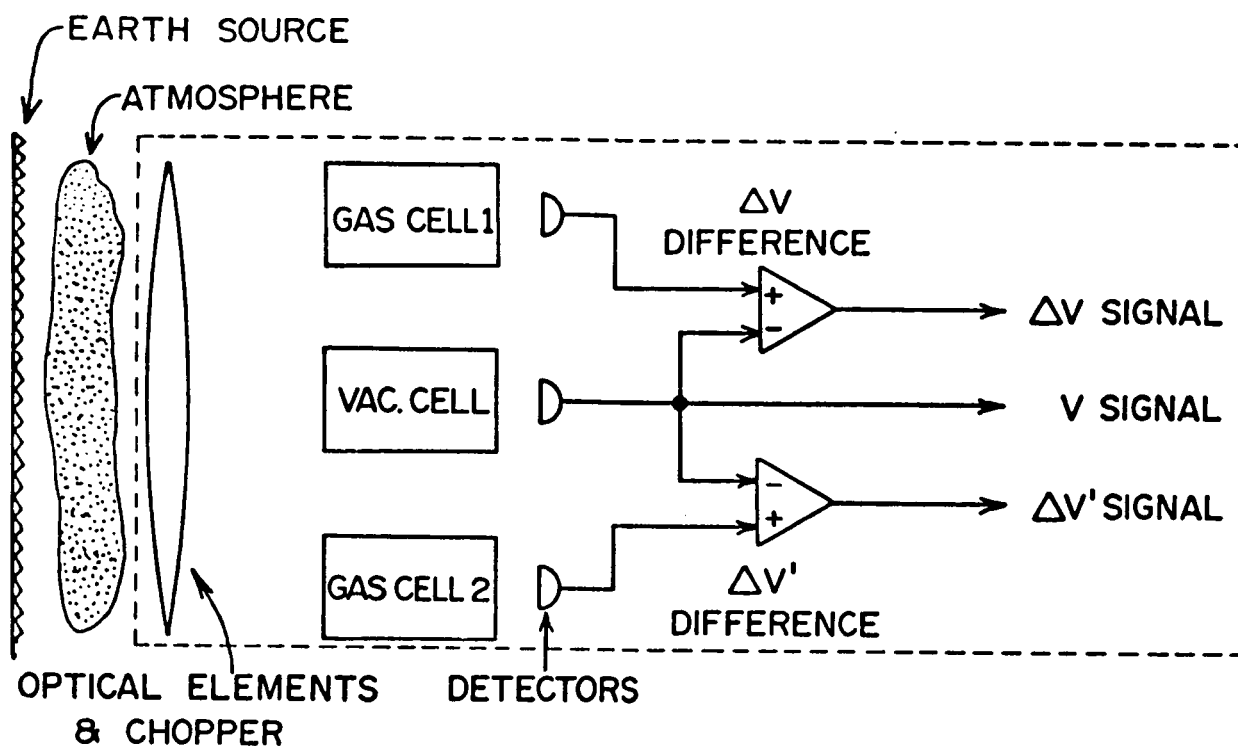 EARTH SOURCE
ATMOSPHERE
GAS CELL 1
ΔV
DIFFERENCE
+
−
ΔV SIGNAL
VAC. CELL
V SIGNAL
−
+
ΔV' SIGNAL
GAS CELL 2
ΔV'
DIFFERENCE
OPTICAL ELEMENTS
& CHOPPER
DETECTORS